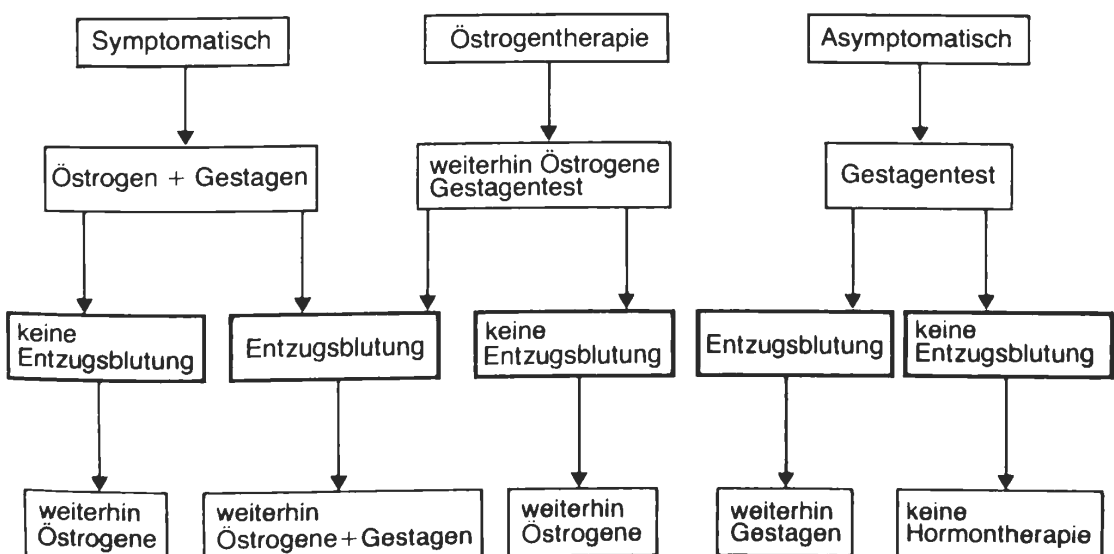 Symptomatisch
Östrogentherapie
Asymptomatisch
Östrogen + Gestagen
weiterhin Östrogene
Gestagentest
Gestagentest
keine
Entzugsblutung
Entzugsblutung
keine
Entzugsblutung
Entzugsblutung
keine
Entzugsblutung
weiterhin
Östrogene
weiterhin
Östrogene+Gestagen
weiterhin
Östrogene
weiterhin
Gestagen
keine
Hormontherapie